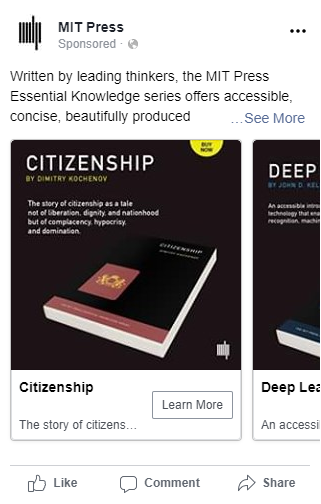 MIT Press
Sponsored ·
Written by leading thinkers, the MIT Press
Essential Knowledge series offers accessible,
concise, beautifully produced ...See More
BUY
NOW
CITIZENSHIP
BY DIMITRY KOCHENOV
The story of citizenship as a tale
not of liberation, dignity, and nationhood
but of complacency, hypocrisy,
and domination.
CITIZENSHIP
DIMITRY KOCHENOV
DEEP
BY JOHN D. KEL
An accessible intro
technology that ena
recognition, machin
Citizenship
The story of citizens...
Learn More
Deep Lea
An accessi
Like
Comment
Share